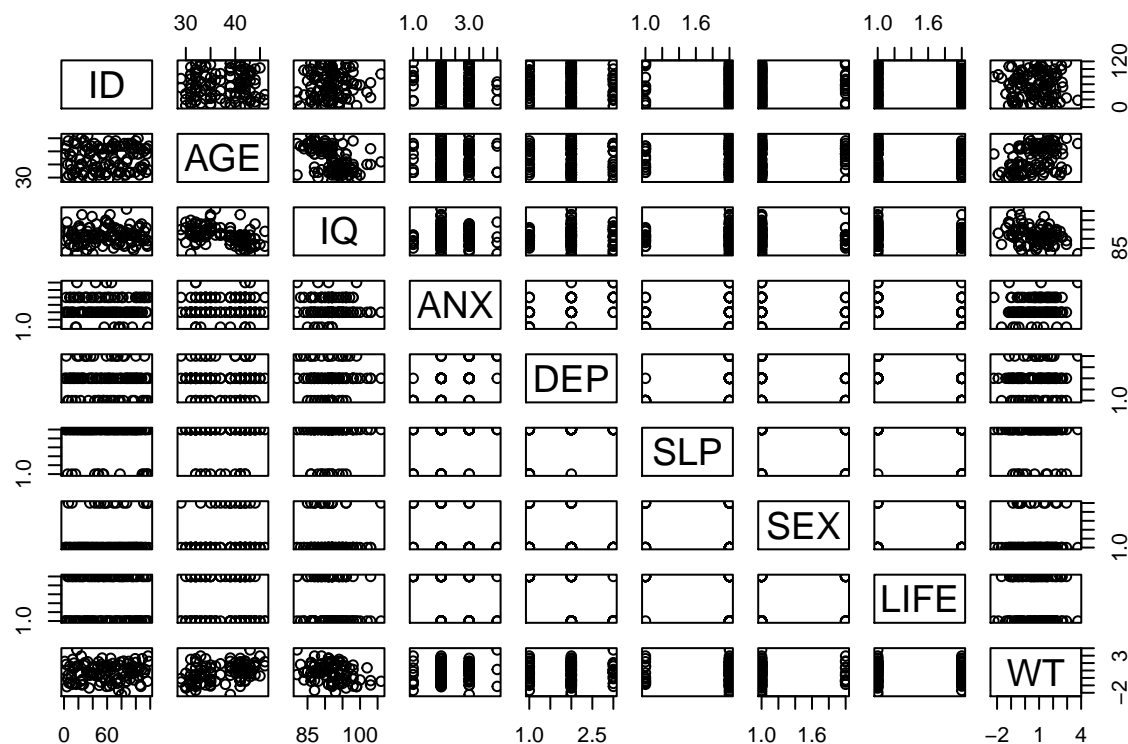 30 40 1.0 3.0 1.0 1.6 1.0 1.6
ID 0 120
30 AGE
IQ 85
1.0 ANX
DEP 1.0
1.0 SLP
SEX 1.0
1.0 LIFE
WT −2 3
0 60 85 100 1.0 2.5 1.0 1.6 −2 1 4